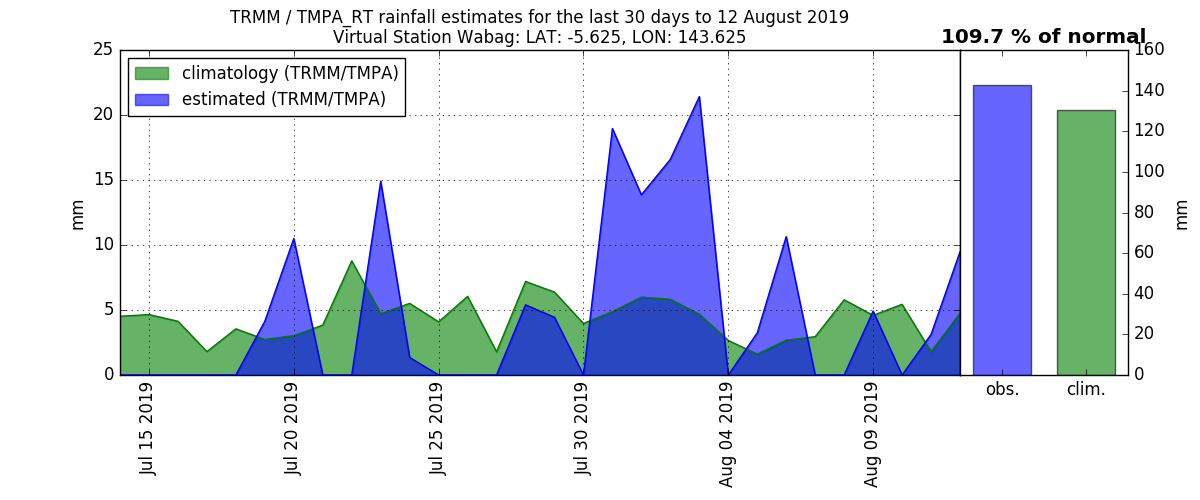 TRMM / TMPA_RT rainfall estimates for the last 30 days to 12 August 2019
Virtual Station Wabag: LAT: -5.625, LON: 143.625
109.7 % of normal
climatology (TRMM/TMPA)
estimated (TRMM/TMPA)
25
20
15
10
5
0
mm
Jul 15 2019
Jul 20 2019
Jul 25 2019
Jul 30 2019
Aug 04 2019
Aug 09 2019
obs.
clim.
160
140
120
100
80
60
40
20
0
mm